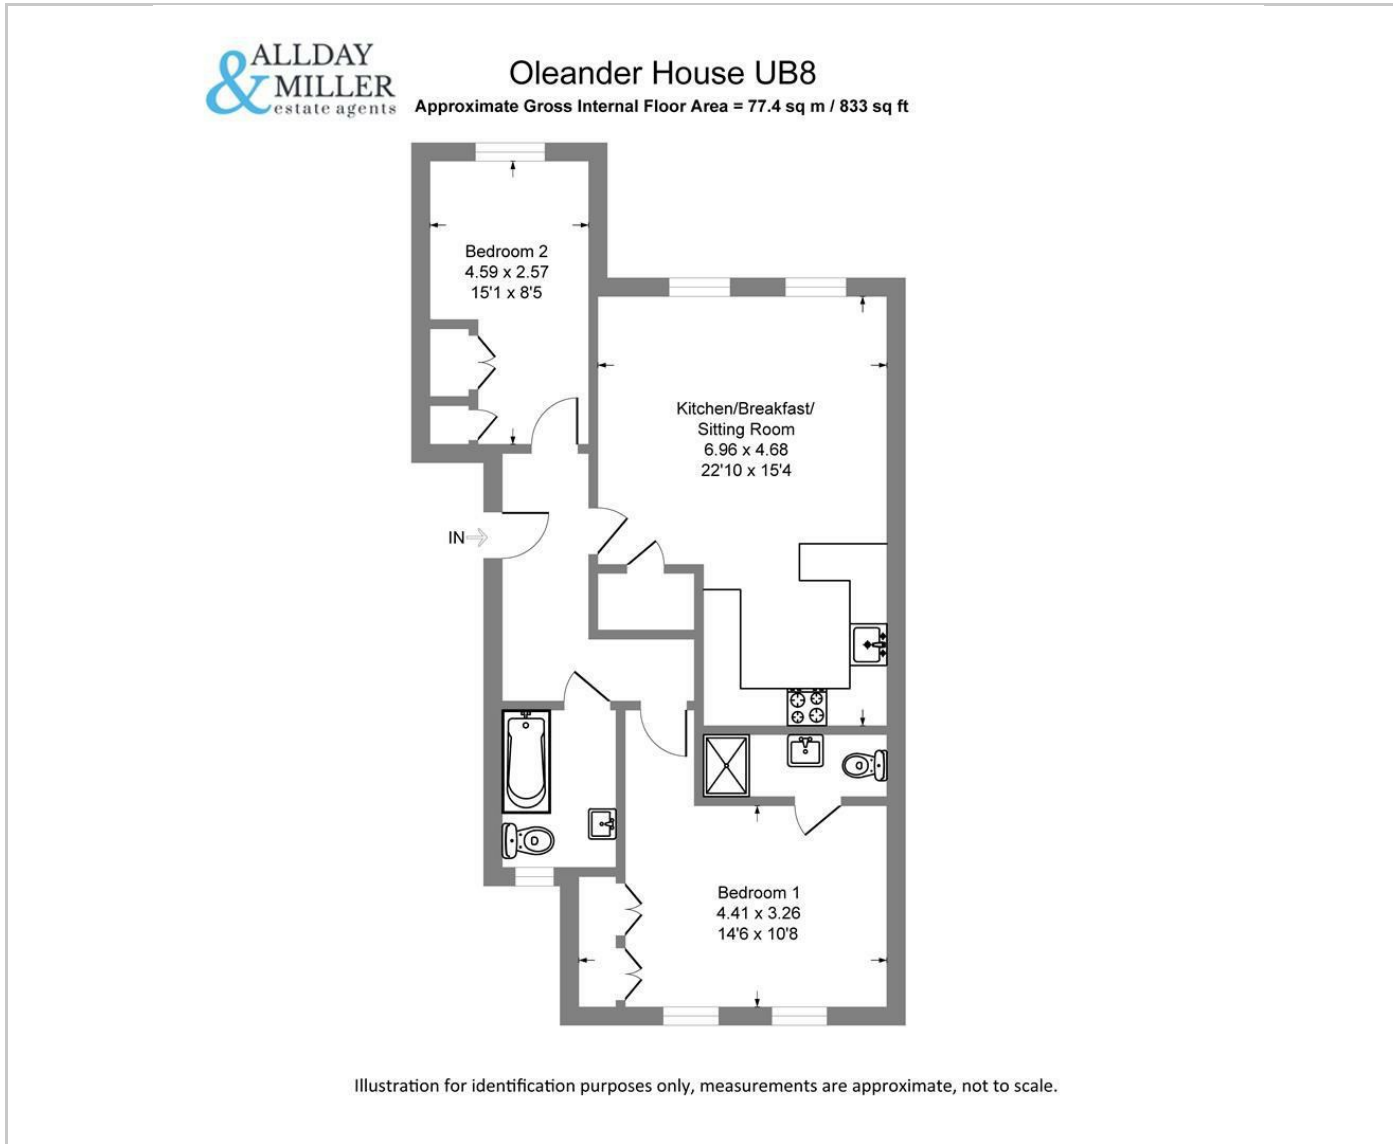 ALLDAY
& MILLER
estate agents
Oleander House UB8
Approximate Gross Internal Floor Area = 77.4 sq m / 833 sq ft
Bedroom 2
4.59 x 2.57
15'1 x 8'5
Kitchen/Breakfast/
Sitting Room
6.96 x 4.68
22'10 x 15'4
IN
Bedroom 1
4.41 x 3.26
14'6 x 10'8
Illustration for identification purposes only, measurements are approximate, not to scale.